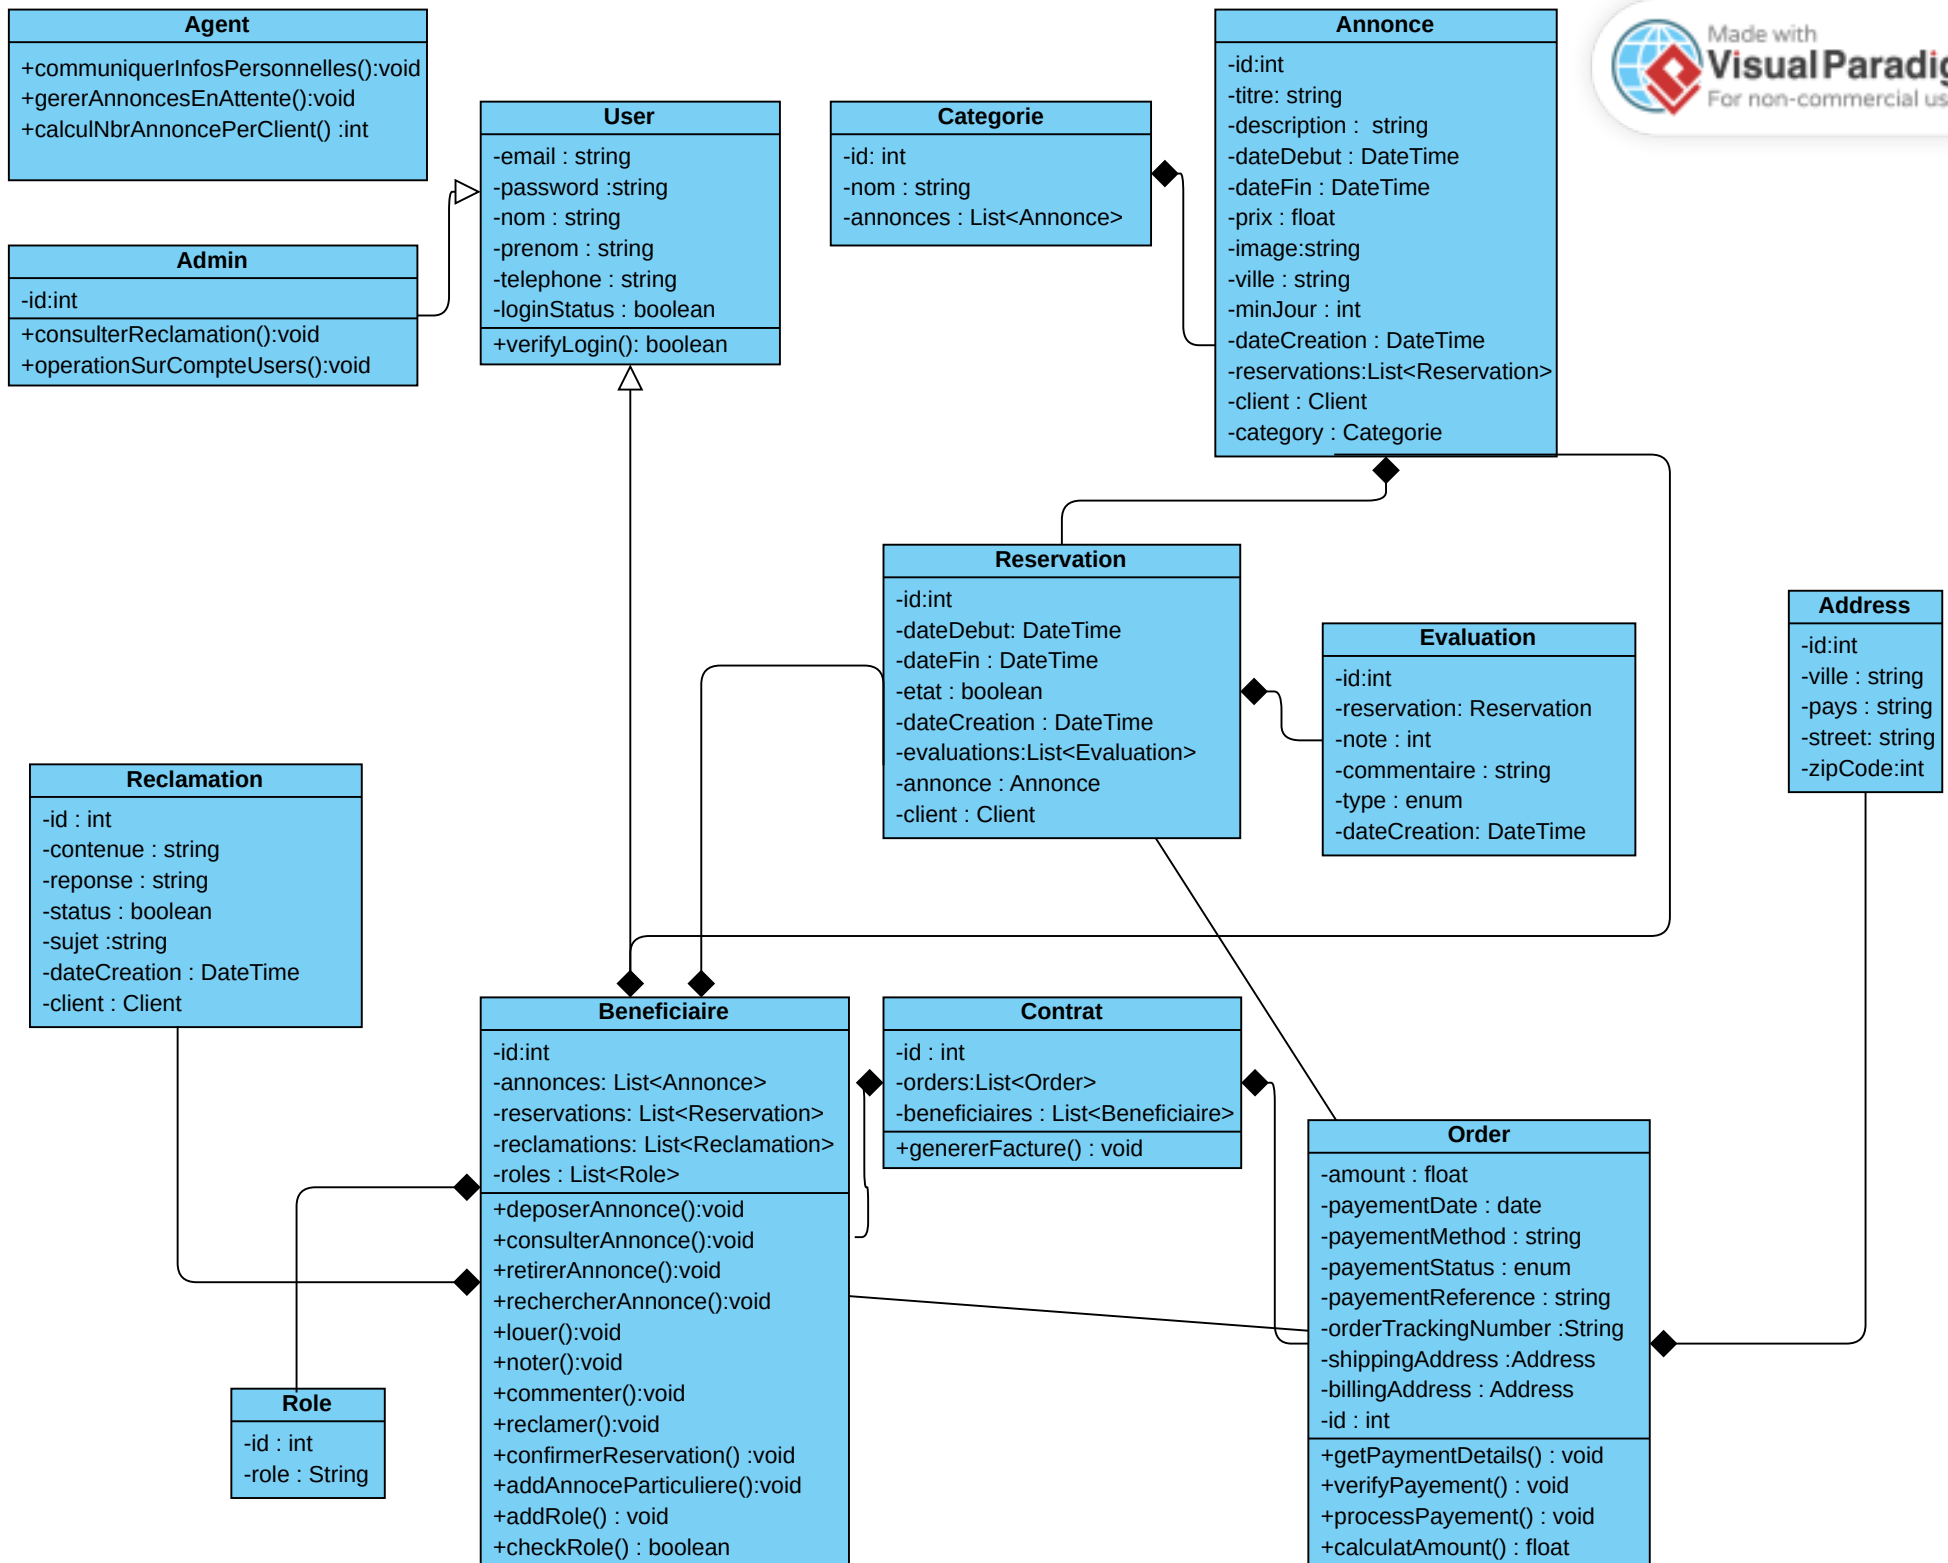 Agent
+communiquerInfosPersonnelles():void
+gererAnnoncesEnAttente():void
+calculNbrAnnoncePerClient() :int
Admin
-id:int
+consulterReclamation():void
+operationSurCompteUsers():void
User
-email : string
-password :string
-nom : string
-prenom : string
-telephone : string
-loginStatus : boolean
+verifyLogin(): boolean
Categorie
-id: int
-nom : string
-annonces : List<Annonce>
Annonce
-id:int
-titre: string
-description :  string
-dateDebut : DateTime
-dateFin : DateTime
-prix : float
-image:string
-ville : string
-minJour : int
-dateCreation : DateTime
-reservations:List<Reservation>
-client : Client
-category : Categorie
Made with
Visual Paradig
For non-commercial us
Reservation
-id:int
-dateDebut: DateTime
-dateFin : DateTime
-etat : boolean
-dateCreation : DateTime
-evaluations:List<Evaluation>
-annonce : Annonce
-client : Client
Evaluation
-id:int
-reservation: Reservation
-note : int
-commentaire : string
-type : enum
-dateCreation: DateTime
Address
-id:int
-ville : string
-pays : string
-street: string
-zipCode:int
Reclamation
-id : int
-contenue : string
-reponse : string
-status : boolean
-sujet :string
-dateCreation : DateTime
-client : Client
Beneficiaire
-id:int
-annonces: List<Annonce>
-reservations: List<Reservation>
-reclamations: List<Reclamation>
-roles : List<Role>
+deposerAnnonce():void
+consulterAnnonce():void
+retirerAnnonce():void
+rechercherAnnonce():void
+louer():void
+noter():void
+commenter():void
+reclamer():void
+confirmerReservation() :void
+addAnnoceParticuliere():void
+addRole() : void
+checkRole() : boolean
Contrat
-id : int
-orders:List<Order>
-beneficiaires : List<Beneficiaire>
+genererFacture() : void
Order
-amount : float
-payementDate : date
-payementMethod : string
-payementStatus : enum
-payementReference : string
-orderTrackingNumber :String
-shippingAddress :Address
-billingAddress : Address
-id : int
+getPaymentDetails() : void
+verifyPayement() : void
+processPayement() : void
+calculatAmount() : float
Role
-id : int
-role : String